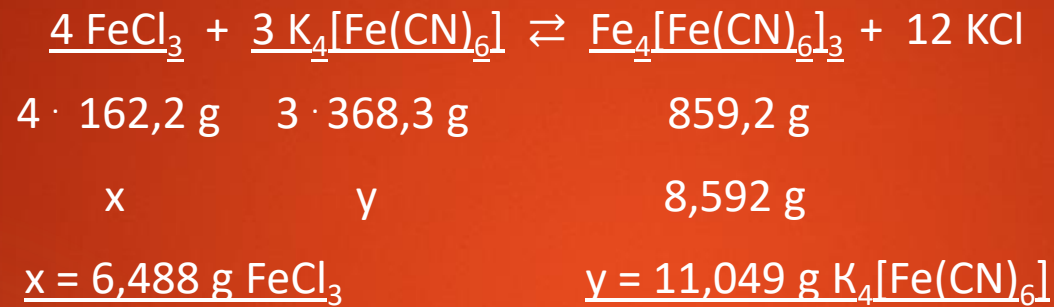 4 FeCl₃ + 3 K₄[Fe(CN)₆] ⇄ Fe₄[Fe(CN)₆]₃ + 12 KCl
4 · 162,2 g 3 · 368,3 g 859,2 g
x y 8,592 g
x = 6,488 g FeCl₃ y = 11,049 g K₄[Fe(CN)₆]